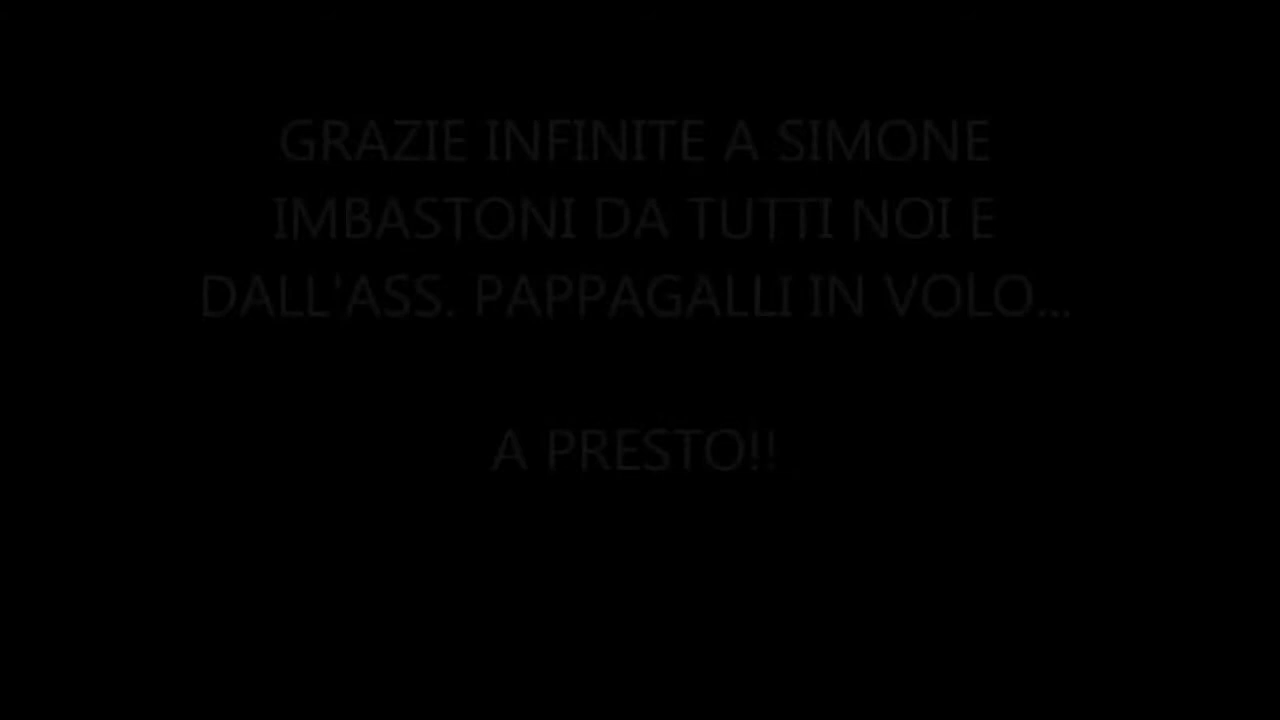 GRAZIE INFINITE A SIMONE
IMBASTONI DA TUTTI NOI E
DALL'ASS. PAPPAGALLI IN VOLO...
A PRESTO!!